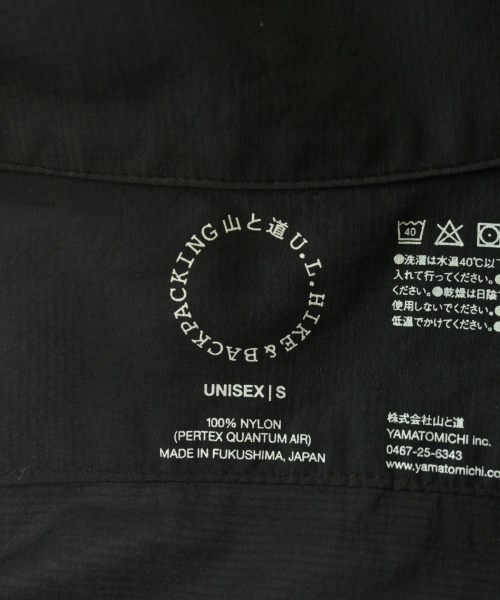 山と道 U.L. HIKE & BACKPACKING
UNISEX | S
100% NYLON
(PERTEX QUANTUM AIR)
MADE IN FUKUSHIMA, JAPAN
40
●洗濯は水温40℃以下
入れて行ってください。●
ください。●乾燥は日陰で
使用しないでください。●
低温でかけてください。
株式会社山と道
YAMATOMICHI inc.
0467-25-6343
www.yamatomichi.co